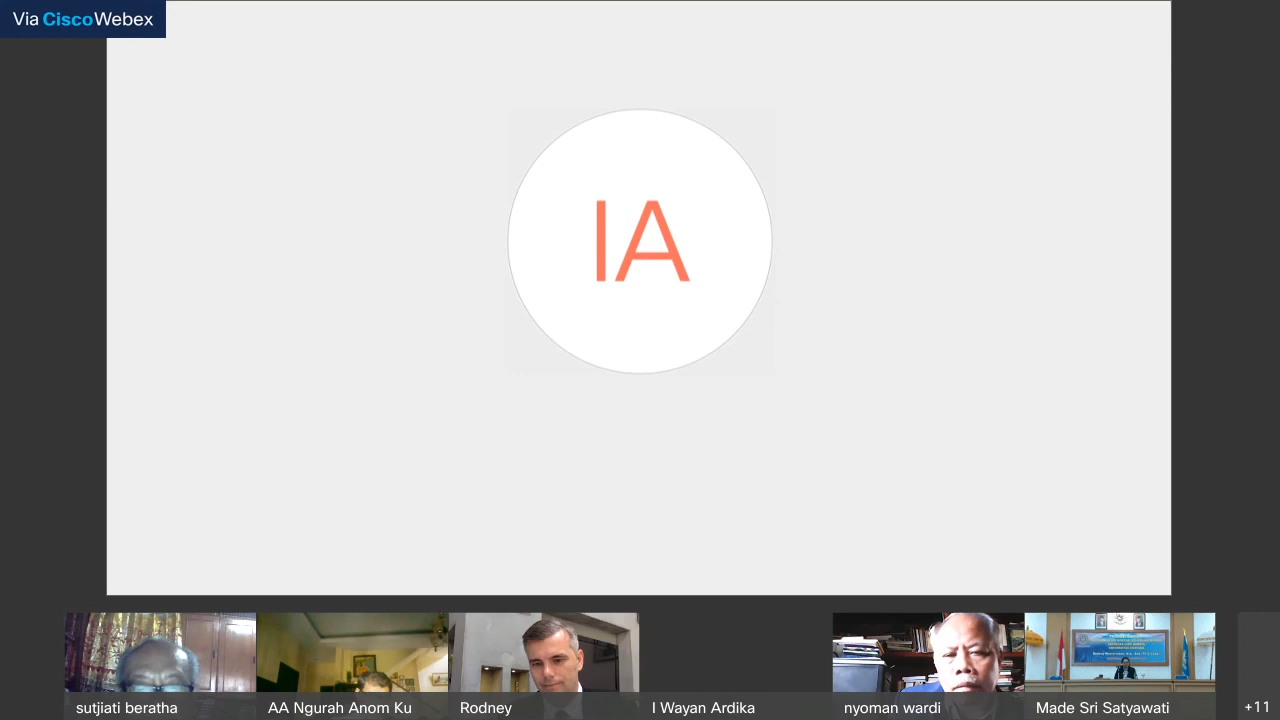 Via CiscoWebex
IA
sutjiati beratha
AA Ngurah Anom Ku
Rodney
I Wayan Ardika
nyoman wardi
Made Sri Satyawati
+11